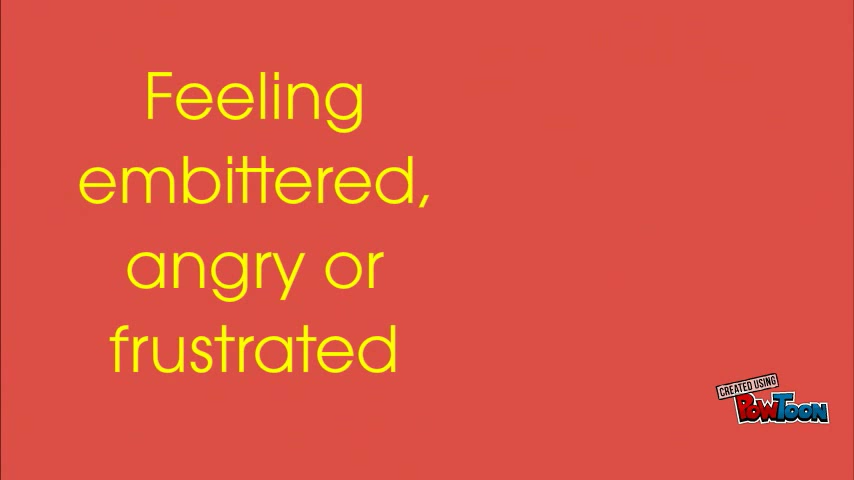 Feeling
embittered,
angry or
frustrated
CREATED USING
POWTOON